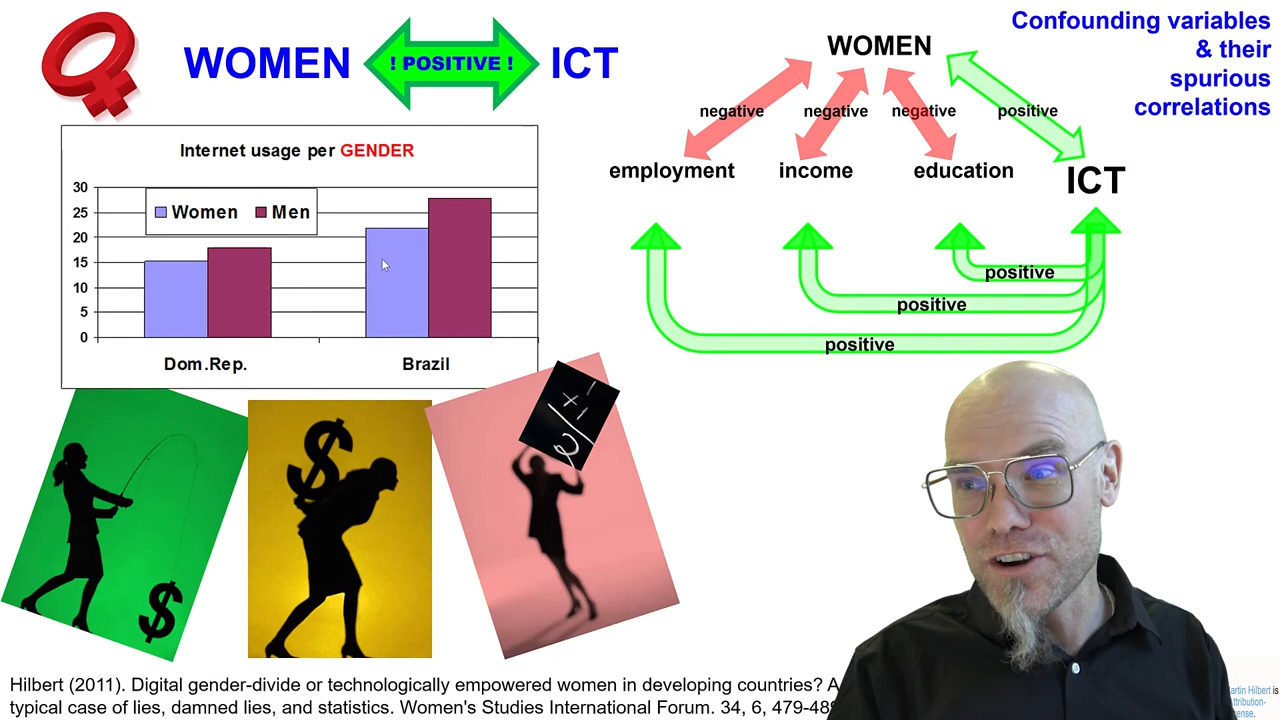 WOMEN ! POSITIVE ! ICT
Internet usage per GENDER
30
25
20
15
10
5
0
Women Men
Dom.Rep. Brazil
Confounding variables
& their
spurious
correlations
WOMEN
negative negative negative positive
employment income education ICT
positive
positive
positive
$
$
Hilbert (2011). Digital gender-divide or technologically empowered women in developing countries? A
typical case of lies, damned lies, and statistics. Women's Studies International Forum. 34, 6, 479-48
artin Hilbert is